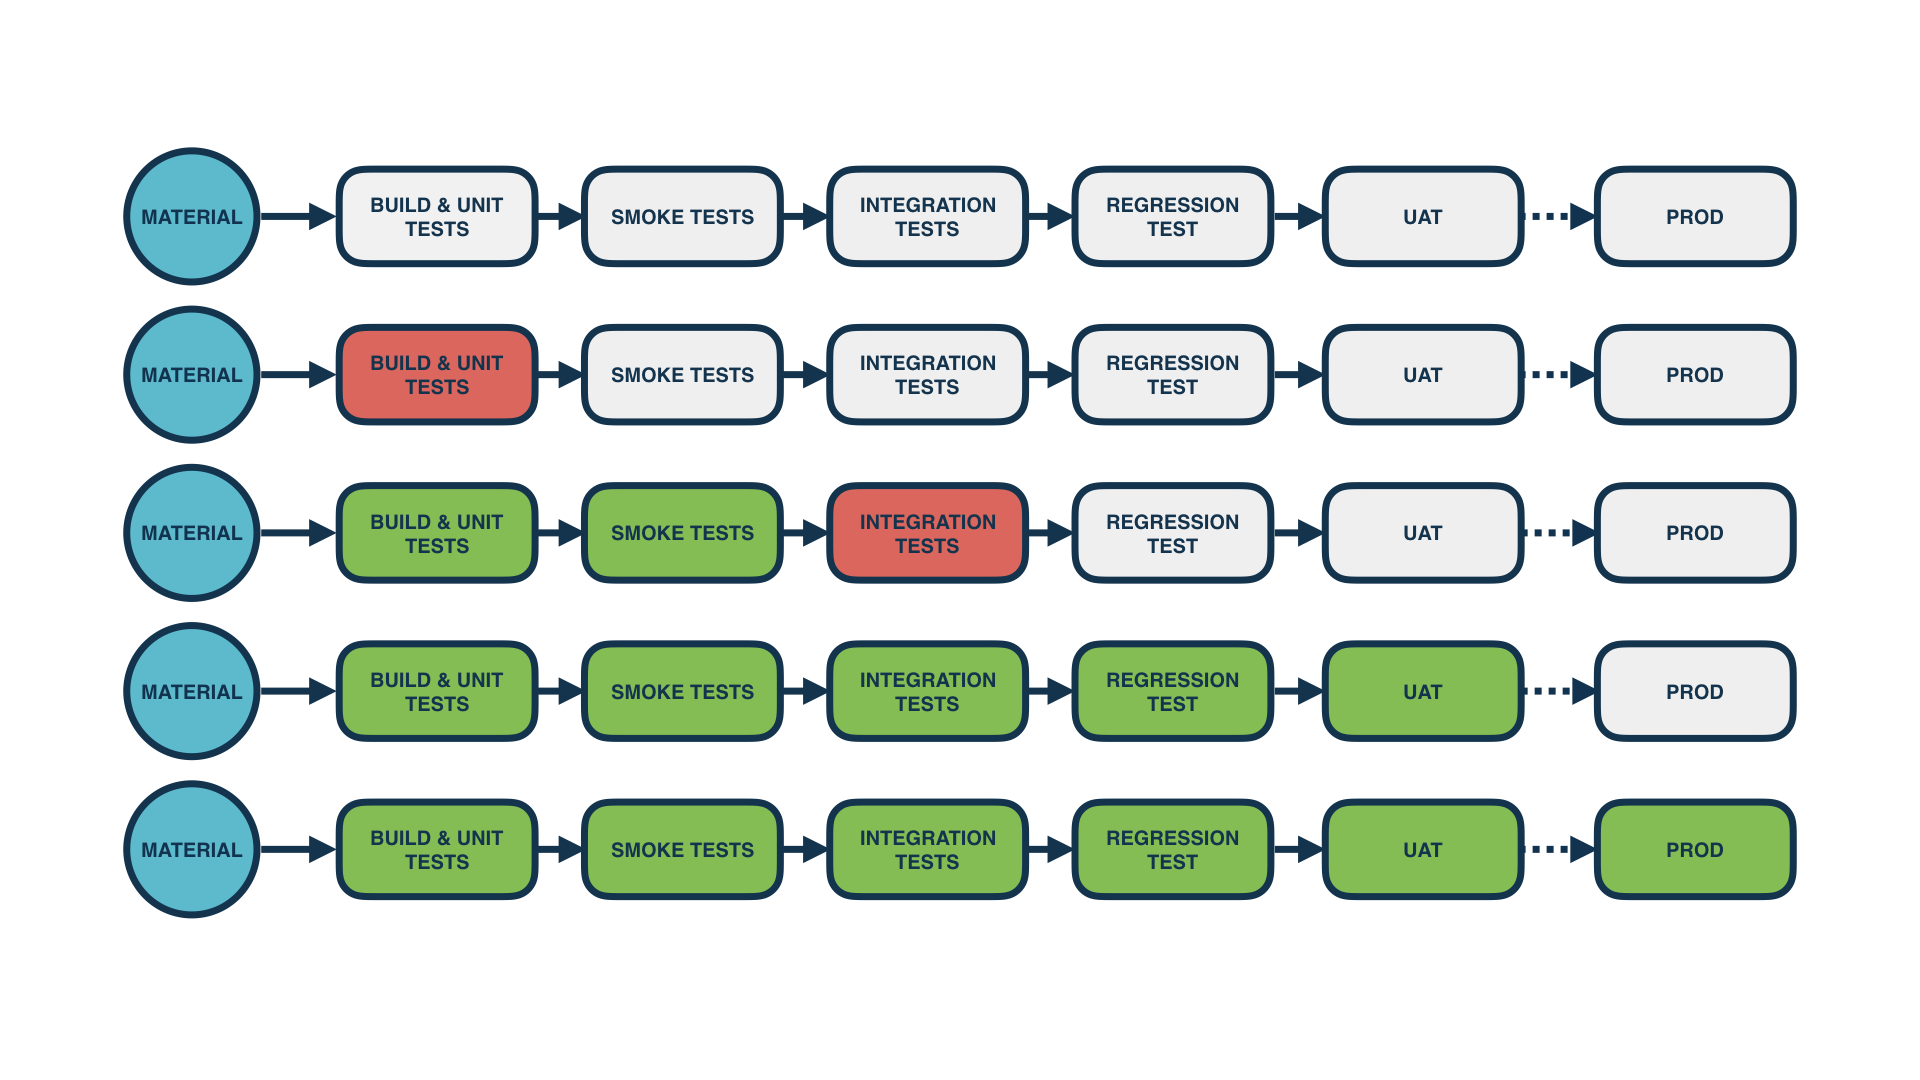 MATERIAL
BUILD & UNIT
TESTS
SMOKE TESTS
INTEGRATION
TESTS
REGRESSION
TEST
UAT
PROD
MATERIAL
BUILD & UNIT
TESTS
SMOKE TESTS
INTEGRATION
TESTS
REGRESSION
TEST
UAT
PROD
MATERIAL
BUILD & UNIT
TESTS
SMOKE TESTS
INTEGRATION
TESTS
REGRESSION
TEST
UAT
PROD
MATERIAL
BUILD & UNIT
TESTS
SMOKE TESTS
INTEGRATION
TESTS
REGRESSION
TEST
UAT
PROD
MATERIAL
BUILD & UNIT
TESTS
SMOKE TESTS
INTEGRATION
TESTS
REGRESSION
TEST
UAT
PROD